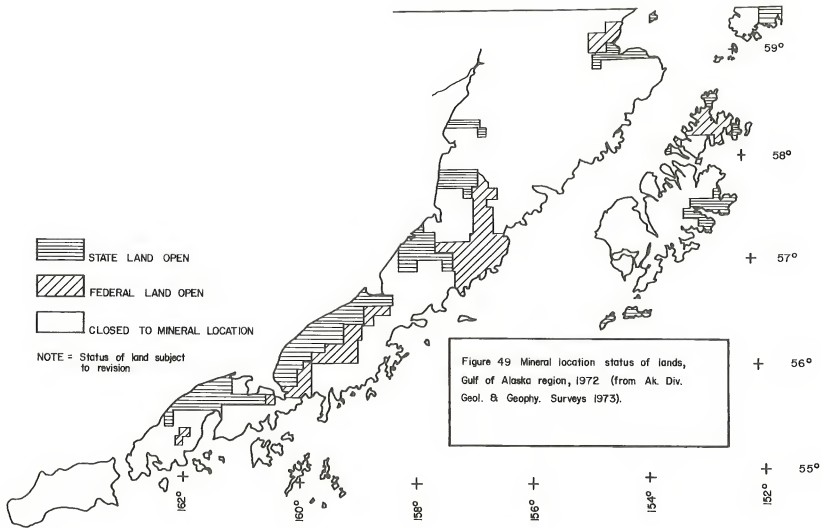 59°
58°
57°
56°
55°
STATE LAND OPEN
FEDERAL LAND OPEN
CLOSED TO MINERAL LOCATION
NOTE = Status of land subject
to revision
Figure 49 Mineral location status of lands,
Gulf of Alaska region, 1972 (from Ak. Div.
Geol. & Geophy. Surveys 1973).
162°
160°
158°
156°
154°
152°